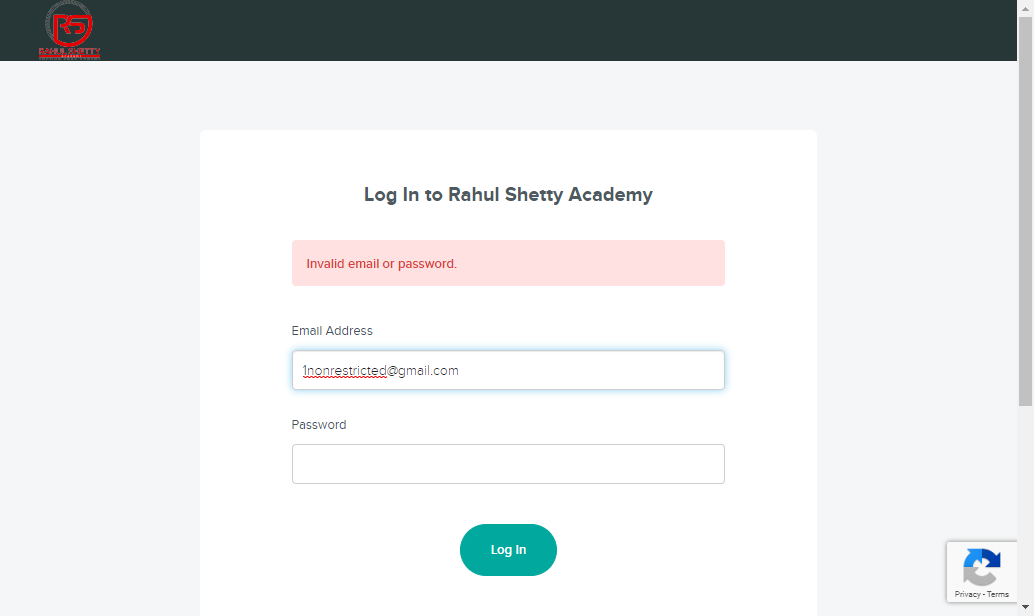 RAHUL SHETTY
Log In to Rahul Shetty Academy
Invalid email or password.
Email Address
1nonrestricted@gmail.com
Password
Log In
Privacy - Terms